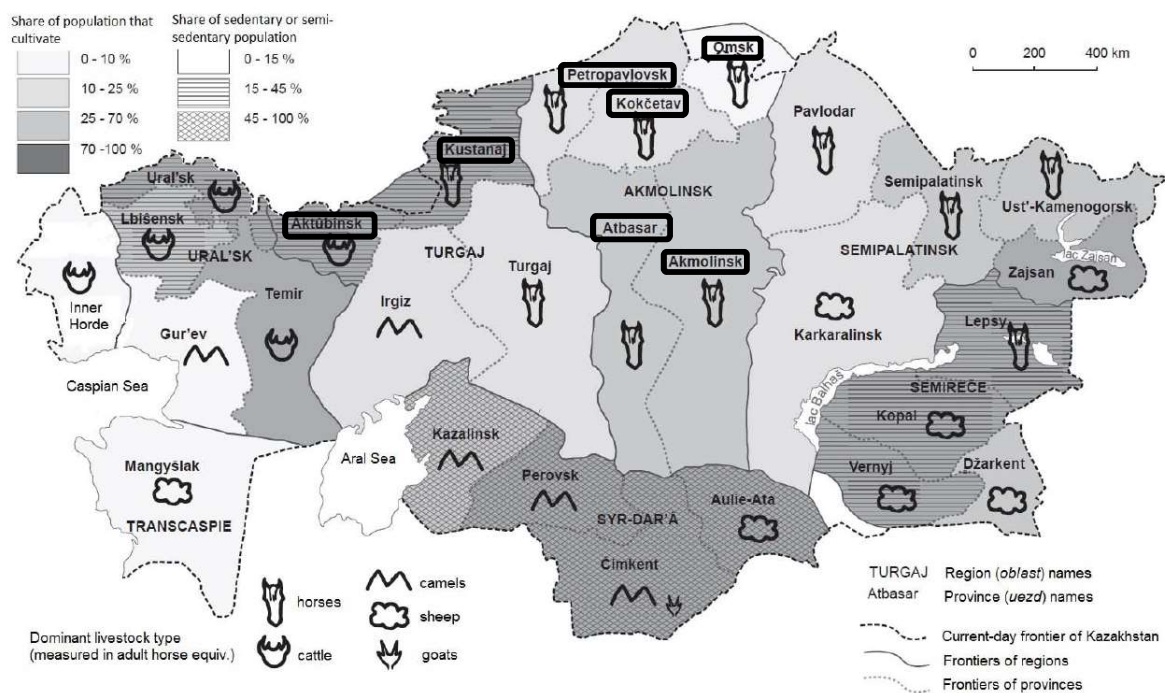 Share of population that
cultivate
0 - 10 %
10 - 25 %
25 - 70 %
70 -100 %
Share of sedentary or semi-
sedentary population
0 - 15 %
15 - 45 %
45 - 100 %
0 200 400 km
Omsk
Petropavlovsk
Kokčetav
Pavlodar
Kustanaj
Ural'sk
AKMOLINSK
Semipalatinsk
Ust'-Kamenogorsk
Lbišensk
Aktûbinsk
Atbasar
URAL'SK
TURGAJ
SEMIPALATINSK
lac Zajsan
Akmolinsk
Zajsan
Turgaj
Temir
Irgiz
Inner
Horde
Gur'ev
Karkaralinsk
Lepsy
Caspian Sea
lac Balhaš
SEMIREČE
Kopal
Kazalinsk
Aral Sea
Mangyšlak
Perovsk
Vernyj
Džarkent
Aulie-Ata
TRANSCASPIE
SYR-DAR'Â
Čimkent
Dominant livestock type
(measured in adult horse equiv.)
horses
cattle
camels
sheep
goats
TURGAJ Region (oblast) names
Atbasar Province (uezd) names
Current-day frontier of Kazakhstan
Frontiers of regions
Frontiers of provinces